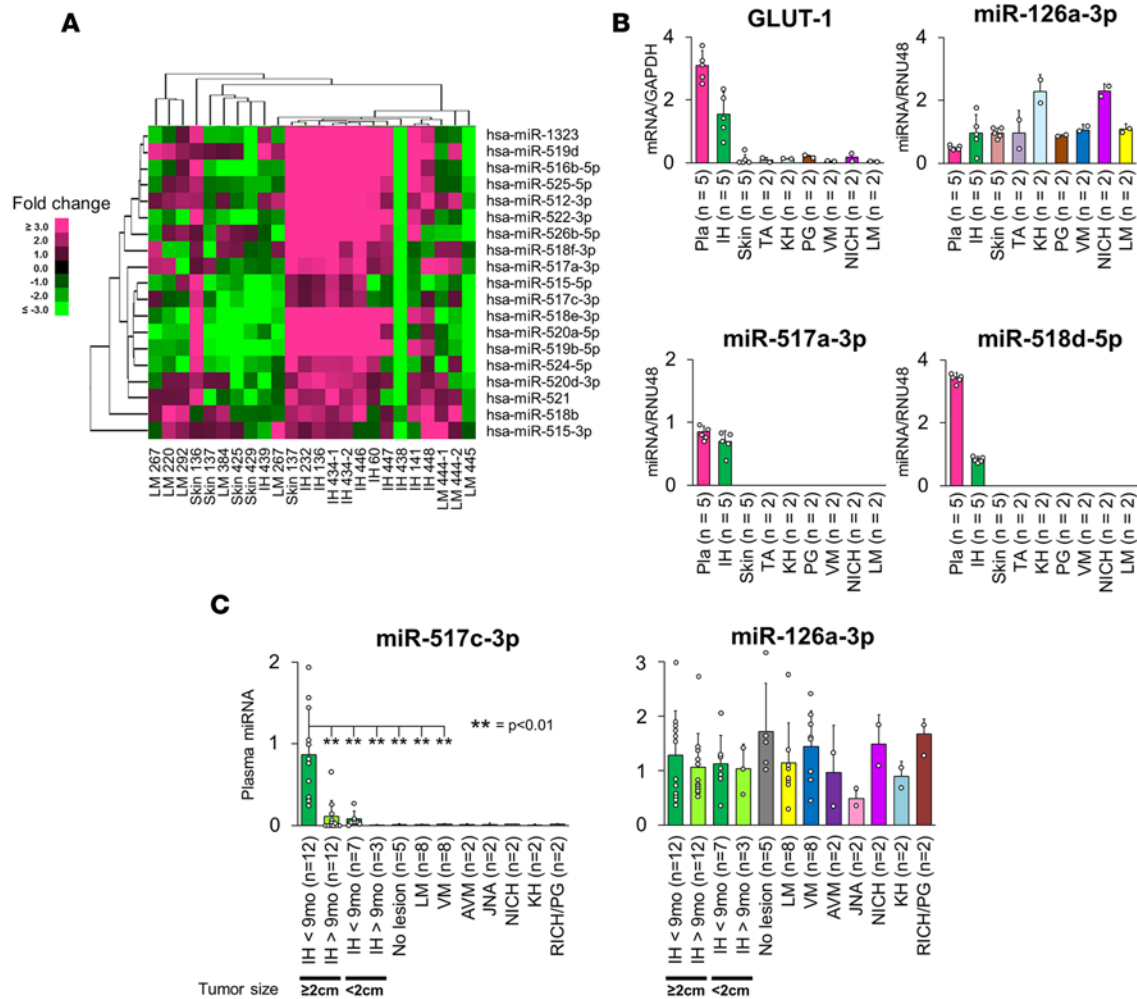 A
hsa-miR-1323
hsa-miR-519d
hsa-miR-516b-5p
hsa-miR-525-5p
hsa-miR-512-3p
hsa-miR-522-3p
hsa-miR-526b-5p
hsa-miR-518f-3p
hsa-miR-517a-3p
hsa-miR-515-5p
hsa-miR-517c-3p
hsa-miR-518e-3p
hsa-miR-520a-5p
hsa-miR-519b-5p
hsa-miR-524-5p
hsa-miR-520d-3p
hsa-miR-521
hsa-miR-518b
hsa-miR-515-3p
Fold change
≥ 3.0
2.0
1.0
0.0
-1.0
-2.0
≤ -3.0
LM 267
LM 220
LM 292
Skin 136
Skin 137
LM 384
Skin 425
Skin 429
IH 439
LM 267
Skin 137
IH 232
IH 136
IH 434-1
IH 434-2
IH 446
IH 60
IH 447
IH 438
IH 141
IH 448
LM 444-1
LM 444-2
LM 445
B
GLUT-1
mRNA/GAPDH
4
2
0
Pla (n = 5)
IH (n = 5)
Skin (n = 5)
TA (n = 2)
KH (n = 2)
PG (n = 2)
VM (n = 2)
NICH (n = 2)
LM (n = 2)
miR-126a-3p
miRNA/RNU48
4
2
0
Pla (n = 5)
IH (n = 5)
Skin (n = 5)
TA (n = 2)
KH (n = 2)
PG (n = 2)
VM (n = 2)
NICH (n = 2)
LM (n = 2)
miR-517a-3p
miRNA/RNU48
2
1
0
Pla (n = 5)
IH (n = 5)
Skin (n = 5)
TA (n = 2)
KH (n = 2)
PG (n = 2)
VM (n = 2)
NICH (n = 2)
LM (n = 2)
miR-518d-5p
miRNA/RNU48
4
2
0
Pla (n = 5)
IH (n = 5)
Skin (n = 5)
TA (n = 2)
KH (n = 2)
PG (n = 2)
VM (n = 2)
NICH (n = 2)
LM (n = 2)
C
miR-517c-3p
Plasma miRNA
2
1
0
** = p<0.01
** ** ** ** ** **
IH < 9mo (n=12)
IH > 9mo (n=12)
IH < 9mo (n=7)
IH > 9mo (n=3)
No lesion (n=5)
LM (n=8)
VM (n=8)
AVM (n=2)
JNA (n=2)
NICH (n=2)
KH (n=2)
RICH/PG (n=2)
Tumor size
≥2cm
<2cm
miR-126a-3p
3
2
1
0
IH < 9mo (n=12)
IH > 9mo (n=12)
IH < 9mo (n=7)
IH > 9mo (n=3)
No lesion (n=5)
LM (n=8)
VM (n=8)
AVM (n=2)
JNA (n=2)
NICH (n=2)
KH (n=2)
RICH/PG (n=2)
≥2cm
<2cm